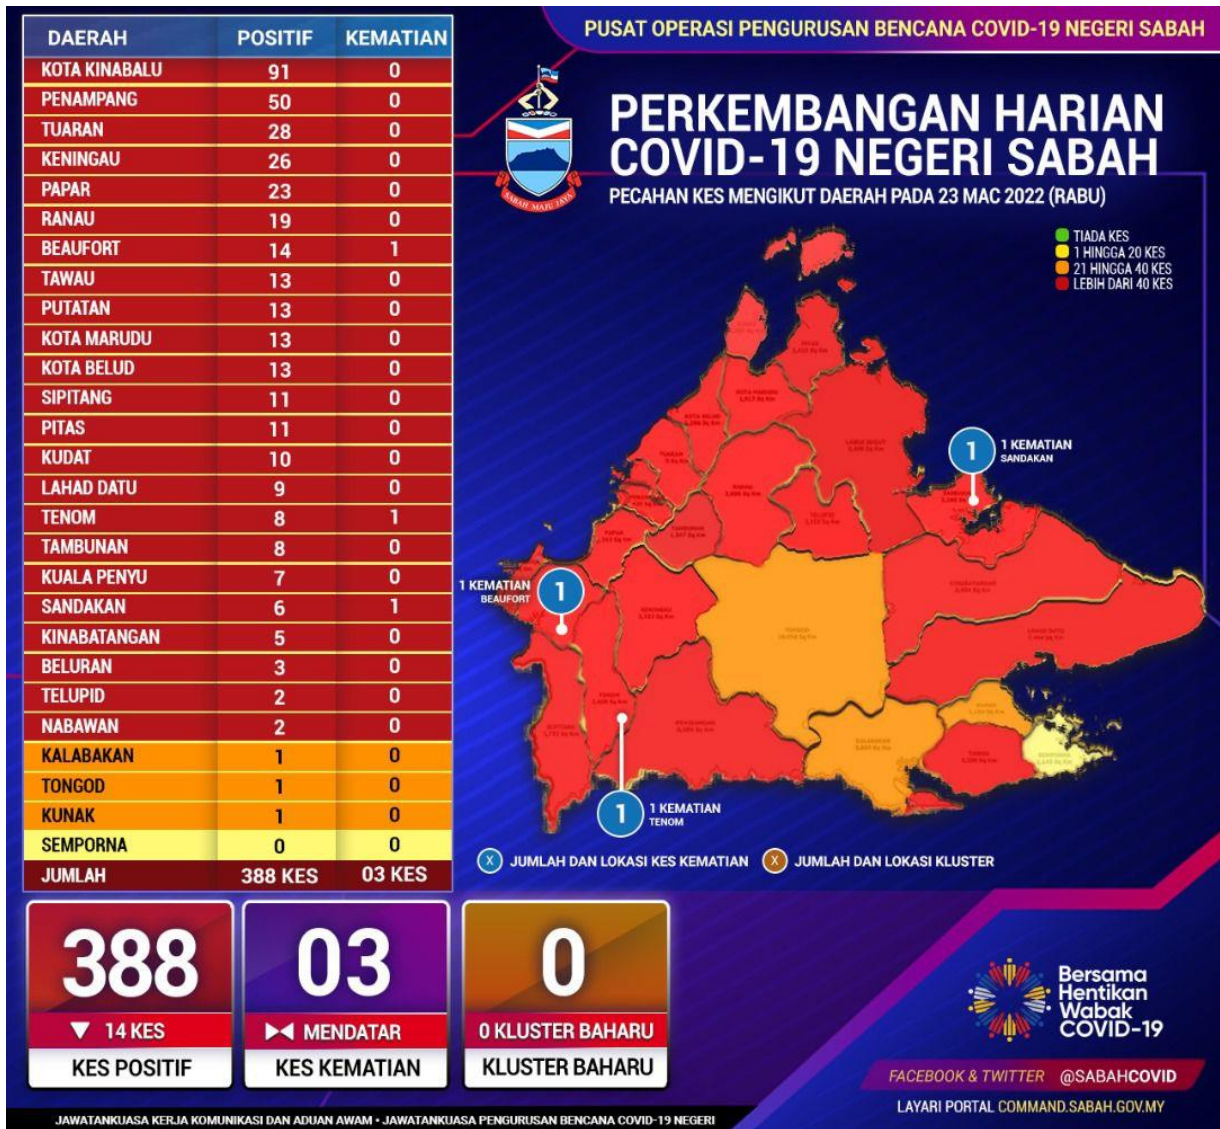 PUSAT OPERASI PENGURUSAN BENCANA COVID-19 NEGERI SABAH
DAERAH POSITIF KEMATIAN
KOTA KINABALU 91 0
PENAMPANG 50 0
TUARAN 28 0
KENINGAU 26 0
PAPAR 23 0
RANAU 19 0
BEAUFORT 14 1
TAWAU 13 0
PUTATAN 13 0
KOTA MARUDU 13 0
KOTA BELUD 13 0
SIPITANG 11 0
PITAS 11 0
KUDAT 10 0
LAHAD DATU 9 0
TENOM 8 1
TAMBUNAN 8 0
KUALA PENYU 7 0
SANDAKAN 6 1
KINABATANGAN 5 0
BELURAN 3 0
TELUPID 2 0
NABAWAN 2 0
KALABAKAN 1 0
TONGOD 1 0
KUNAK 1 0
SEMPORNA 0 0
JUMLAH 388 KES 03 KES
SABAH MAJU JAYA
PERKEMBANGAN HARIAN
COVID-19 NEGERI SABAH
PECAHAN KES MENGIKUT DAERAH PADA 23 MAC 2022 (RABU)
TIADA KES
1 HINGGA 20 KES
21 HINGGA 40 KES
LEBIH DARI 40 KES
1
1 KEMATIAN
SANDAKAN
1 KEMATIAN
BEAUFORT
1
1
1 KEMATIAN
TENOM
X JUMLAH DAN LOKASI KES KEMATIAN
X JUMLAH DAN LOKASI KLUSTER
388
14 KES
KES POSITIF
03
MENDATAR
KES KEMATIAN
0
0 KLUSTER BAHARU
KLUSTER BAHARU
Bersama
Hentikan
Wabak
COVID-19
FACEBOOK & TWITTER @SABAHCOVID
LAYARI PORTAL COMMAND.SABAH.GOV.MY
JAWATANKUASA KERJA KOMUNIKASI DAN ADUAN AWAM • JAWATANKUASA PENGURUSAN BENCANA COVID-19 NEGERI